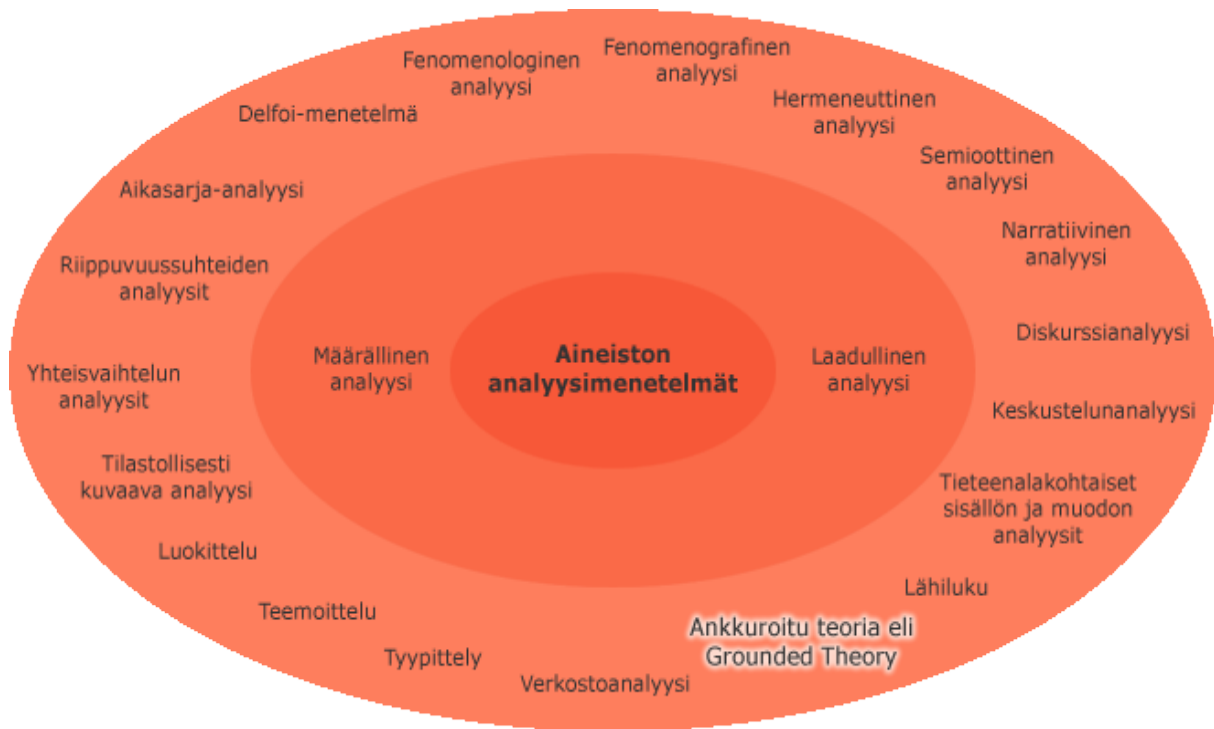 Fenomenologinen
analyysi
Fenomenografinen
analyysi
Hermeneuttinen
analyysi
Semioottinen
analyysi
Narratiivinen
analyysi
Diskurssianalyysi
Keskustelunanalyysi
Tieteenalakohtaiset
sisällön ja muodon
analyysit
Lähiluku
Ankkuroitu teoria eli
Grounded Theory
Verkostoanalyysi
Tyypittely
Teemoittelu
Luokittelu
Tilastollisesti
kuvaava analyysi
Yhteisvaihtelun
analyysit
Riippuvuussuhteiden
analyysit
Aikasarja-analyysi
Delfoi-menetelmä
Määrällinen
analyysi
Aineiston
analyysimenetelmät
Laadullinen
analyysi